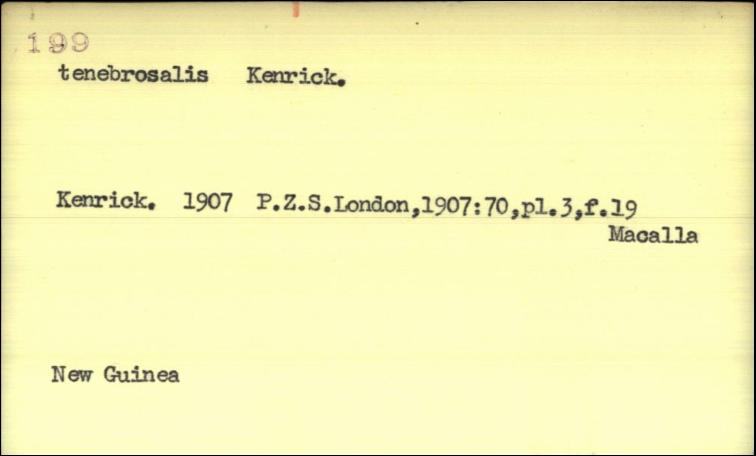 199
tenebrosalis Kenrick.
Kenrick. 1907 P.Z.S.London,1907:70,pl.3,f.19
Macalla
New Guinea